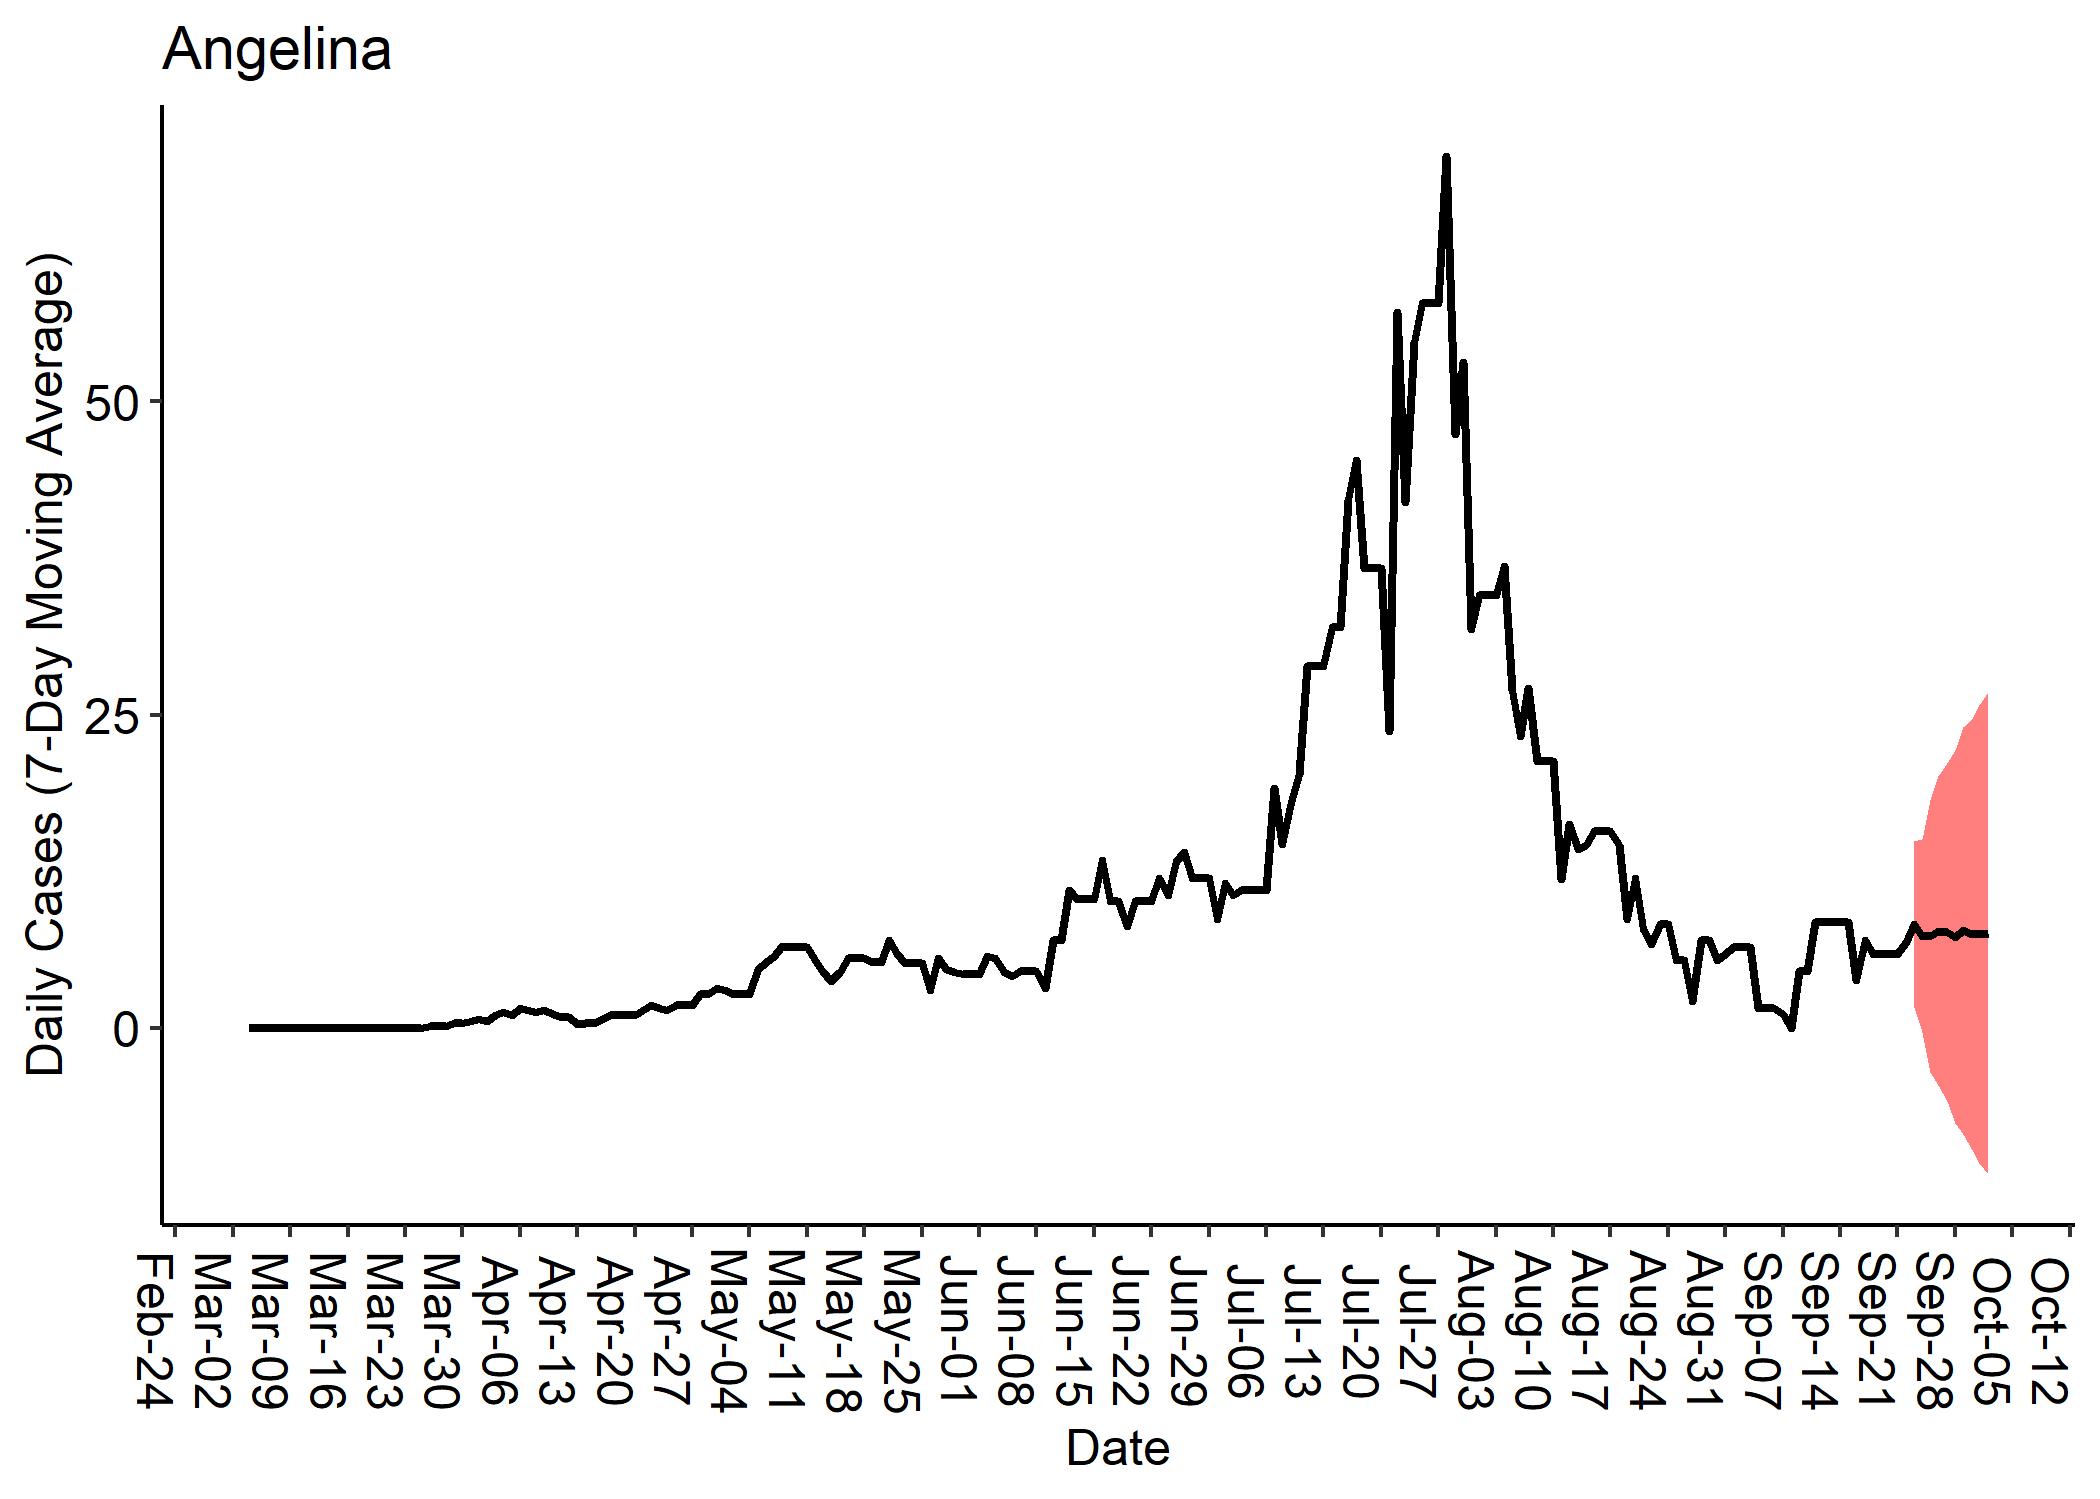 Angelina
Daily Cases (7-Day Moving Average)
50
25
0
Feb-24
Mar-02
Mar-09
Mar-16
Mar-23
Mar-30
Apr-06
Apr-13
Apr-20
Apr-27
May-04
May-11
May-18
May-25
Jun-01
Jun-08
Jun-15
Jun-22
Jun-29
Jul-06
Jul-13
Jul-20
Jul-27
Aug-03
Aug-10
Aug-17
Aug-24
Aug-31
Sep-07
Sep-14
Sep-21
Sep-28
Oct-05
Oct-12
Date